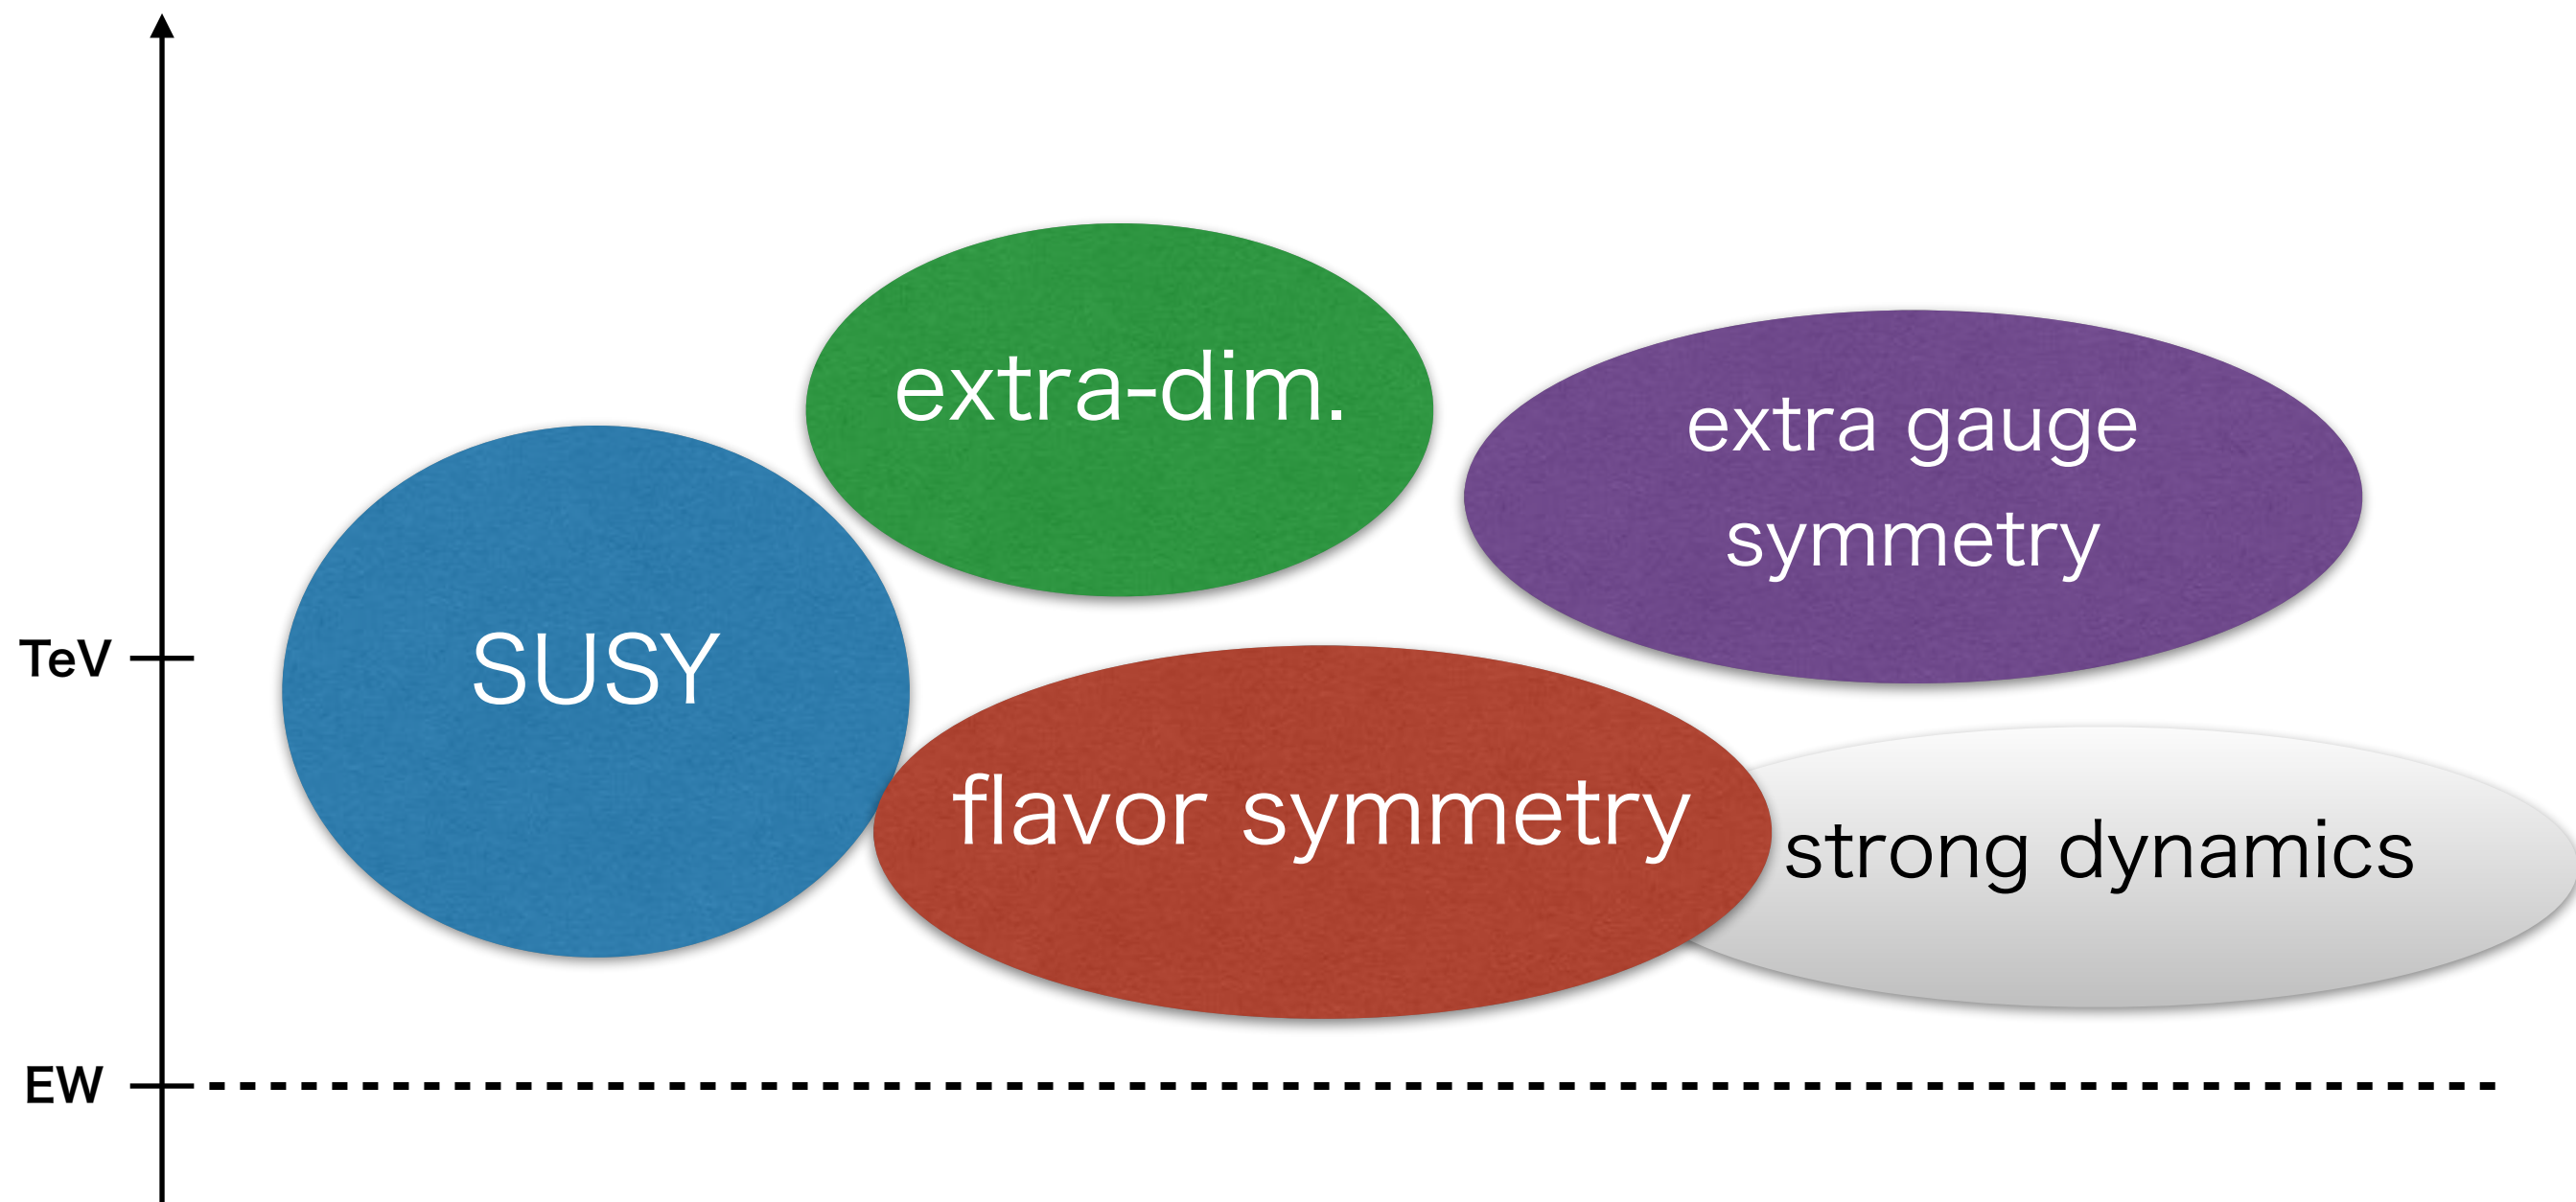 extra-dim.
extra gauge
symmetry
TeV
SUSY
flavor symmetry
strong dynamics
EW